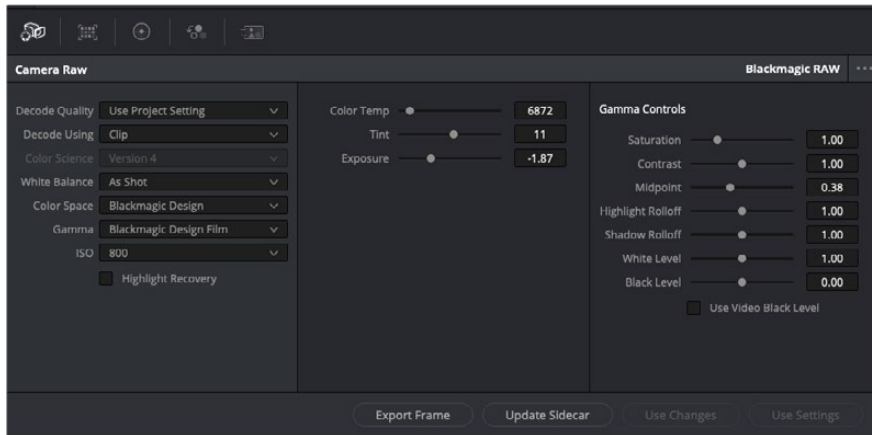 Camera Raw
Blackmagic RAW
Decode Quality Use Project Setting
Decode Using Clip
Color Science Version 4
White Balance As Shot
Color Space Blackmagic Design
Gamma Blackmagic Design Film
ISO 800
Highlight Recovery
Color Temp 6872
Tint 11
Exposure -1.87
Gamma Controls
Saturation 1.00
Contrast 1.00
Midpoint 0.38
Highlight Rolloff 1.00
Shadow Rolloff 1.00
White Level 1.00
Black Level 0.00
Use Video Black Level
Export Frame
Update Sidecar
Use Changes
Use Settings